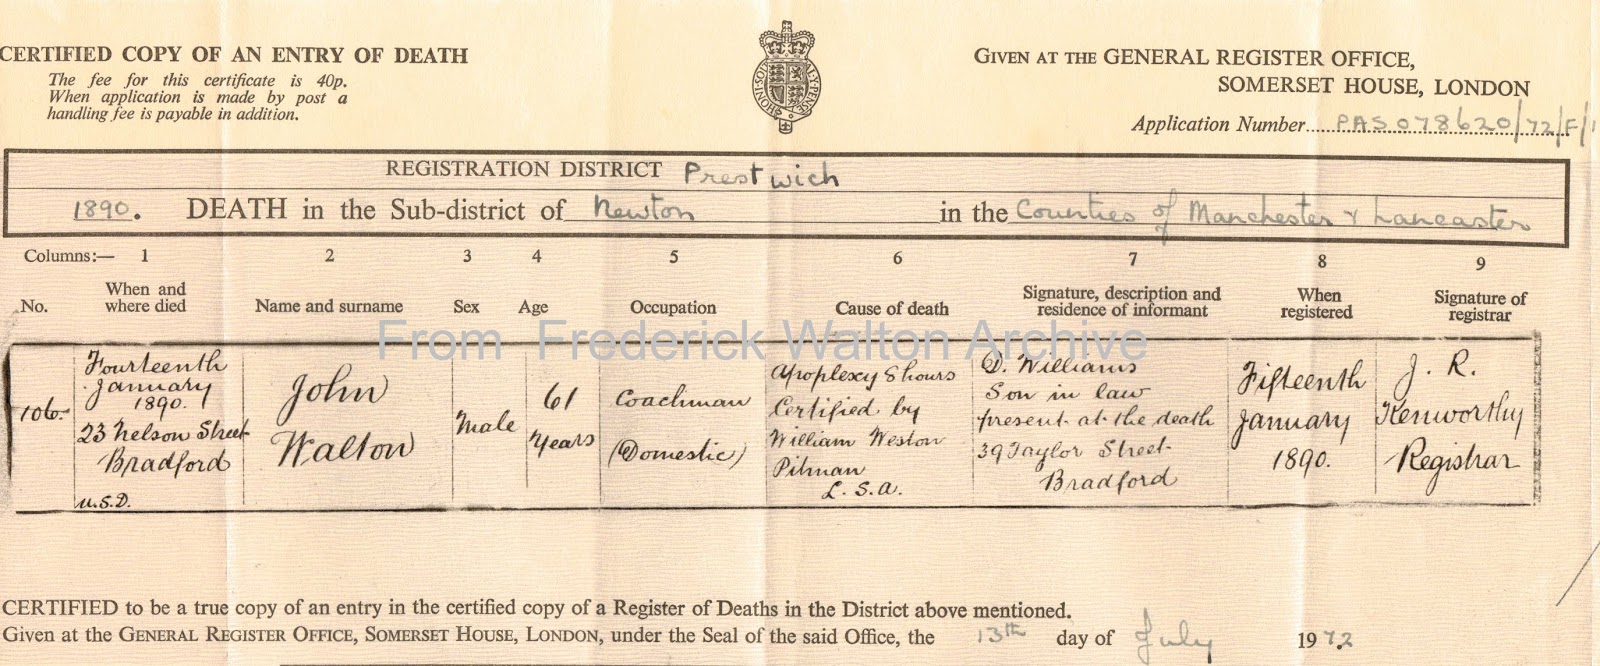 CERTIFIED COPY OF AN ENTRY OF DEATH
The fee for this certificate is 40p.
When application is made by post a
handling fee is payable in addition.
HONI·SOIT AL·Y·PENSE
GIVEN AT THE GENERAL REGISTER OFFICE,
SOMERSET HOUSE, LONDON
Application Number PAS078620/72/F/1
REGISTRATION DISTRICT Prestwich
1890. DEATH in the Sub-district of Newton in the Counties of Manchester & Lancaster
Columns:— 1 2 3 4 5 6 7 8 9
No.
When and
where died
Name and surname
Sex
Age
Occupation
Cause of death
Signature, description and
residence of informant
When
registered
Signature of
registrar
106
Fourteenth
January
1890.
23 Nelson Street
Bradford
U.S.D.
John
Walton
Male
61
Years
Coachman
(Domestic)
Apoplexy 8 hours
Certified by
William Weston
Pitman
L.S.A.
D. Williams
Son in law
present at the death
39 Taylor Street
Bradford
Fifteenth
January
1890.
J. R.
Kenworthy
Registrar
From Frederick Walton Archive
CERTIFIED to be a true copy of an entry in the certified copy of a Register of Deaths in the District above mentioned.
Given at the GENERAL REGISTER OFFICE, SOMERSET HOUSE, LONDON, under the Seal of the said Office, the 13th day of July 1972